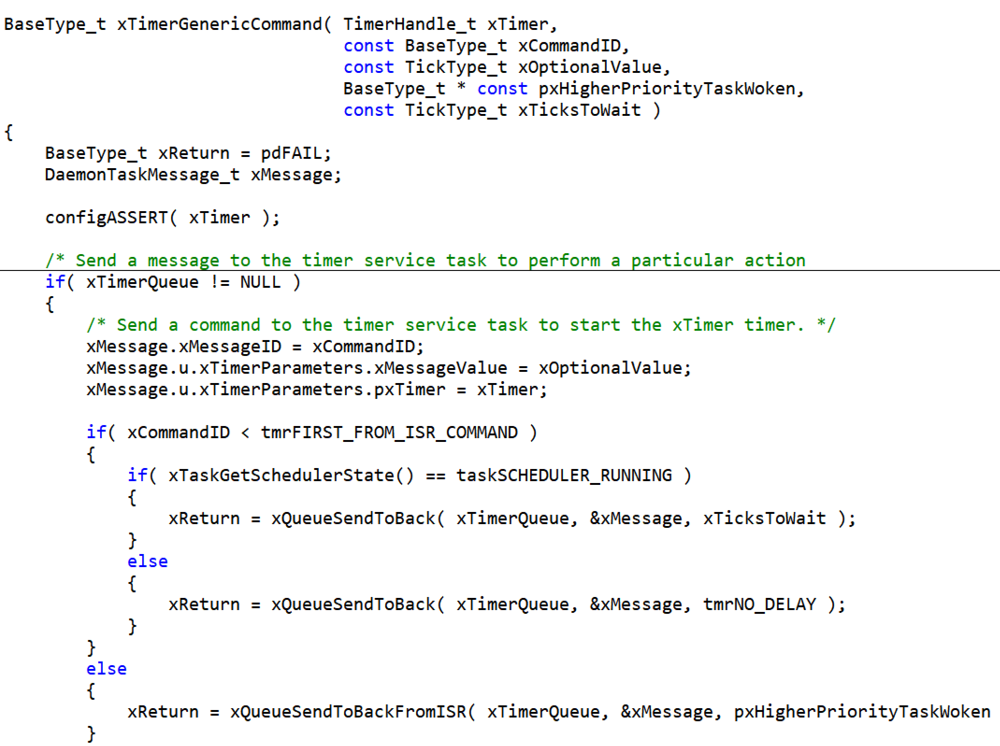 BaseType_t xTimerGenericCommand( TimerHandle_t xTimer,
const BaseType_t xCommandID,
const TickType_t xOptionalValue,
BaseType_t * const pxHigherPriorityTaskWoken,
const TickType_t xTicksToWait )
{
BaseType_t xReturn = pdFAIL;
DaemonTaskMessage_t xMessage;
configASSERT( xTimer );
/* Send a message to the timer service task to perform a particular action
if( xTimerQueue != NULL )
{
/* Send a command to the timer service task to start the xTimer timer. */
xMessage.xMessageID = xCommandID;
xMessage.u.xTimerParameters.xMessageValue = xOptionalValue;
xMessage.u.xTimerParameters.pxTimer = xTimer;
if( xCommandID < tmrFIRST_FROM_ISR_COMMAND )
{
if( xTaskGetSchedulerState() == taskSCHEDULER_RUNNING )
{
xReturn = xQueueSendToBack( xTimerQueue, &xMessage, xTicksToWait );
}
else
{
xReturn = xQueueSendToBack( xTimerQueue, &xMessage, tmrNO_DELAY );
}
}
else
{
xReturn = xQueueSendToBackFromISR( xTimerQueue, &xMessage, pxHigherPriorityTaskWoken
}